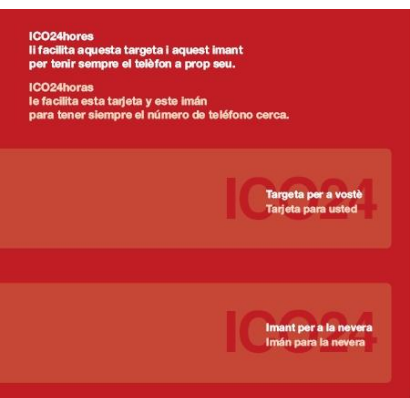 ICO24hores
li facilita aquesta targeta i aquest imant
per tenir sempre el telèfon a prop seu.
ICO24horas
le facilita esta tarjeta y este imán
para tener siempre el número de teléfono cerca.
ICO24
Targeta per a vostè
Tarjeta para usted
ICO24
Imant per a la nevera
Imán para la nevera